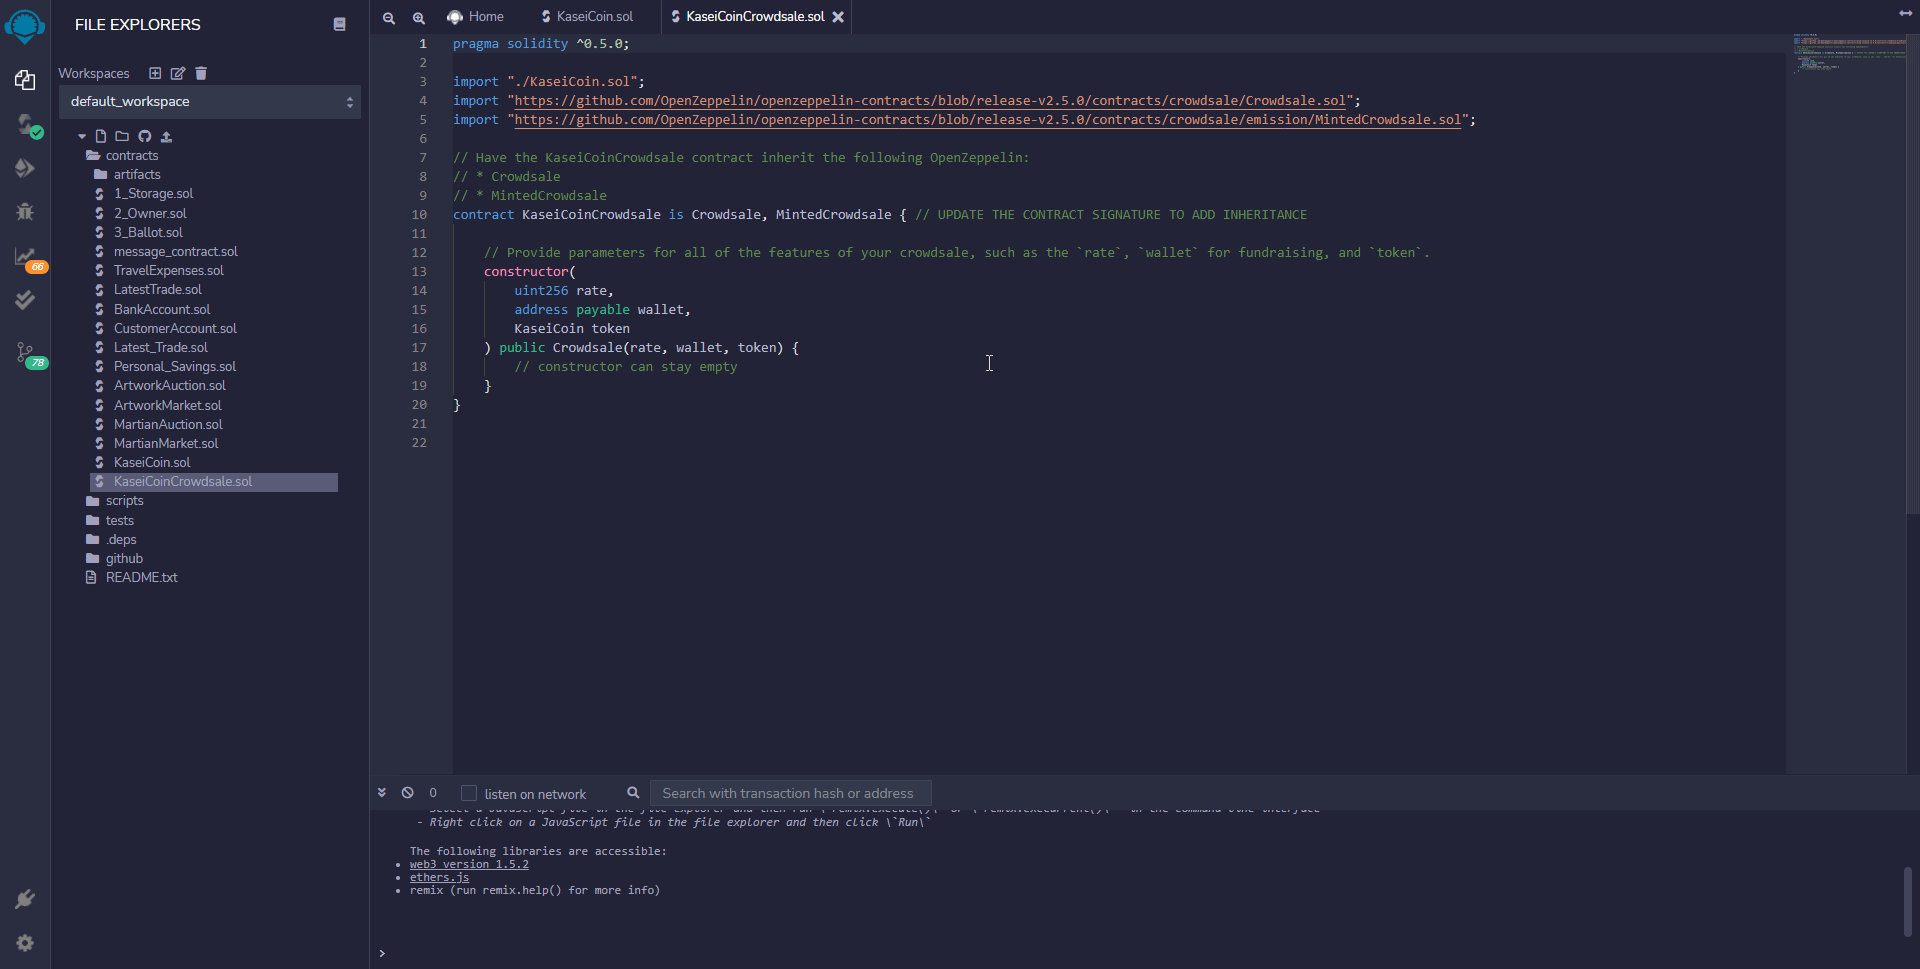 FILE EXPLORERS
Workspaces
default_workspace
contracts
artifacts
1_Storage.sol
2_Owner.sol
3_Ballot.sol
message_contract.sol
TravelExpenses.sol
LatestTrade.sol
BankAccount.sol
CustomerAccount.sol
Latest_Trade.sol
Personal_Savings.sol
ArtworkAuction.sol
ArtworkMarket.sol
MartianAuction.sol
MartianMarket.sol
KaseiCoin.sol
KaseiCoinCrowdsale.sol
scripts
tests
.deps
github
README.txt
66
78
Home
KaseiCoin.sol
KaseiCoinCrowdsale.sol
1 pragma solidity ^0.5.0;
2
3 import "./KaseiCoin.sol";
4 import "https://github.com/OpenZeppelin/openzeppelin-contracts/blob/release-v2.5.0/contracts/crowdsale/Crowdsale.sol";
5 import "https://github.com/OpenZeppelin/openzeppelin-contracts/blob/release-v2.5.0/contracts/crowdsale/emission/MintedCrowdsale.sol";
6
7 // Have the KaseiCoinCrowdsale contract inherit the following OpenZeppelin:
8 // * Crowdsale
9 // * MintedCrowdsale
10 contract KaseiCoinCrowdsale is Crowdsale, MintedCrowdsale { // UPDATE THE CONTRACT SIGNATURE TO ADD INHERITANCE
11
12 // Provide parameters for all of the features of your crowdsale, such as the `rate`, `wallet` for fundraising, and `token`.
13 constructor(
14 uint256 rate,
15 address payable wallet,
16 KaseiCoin token
17 ) public Crowdsale(rate, wallet, token) {
18 // constructor can stay empty
19 }
20 }
21
22
0
listen on network
Search with transaction hash or address
- Right click on a JavaScript file in the file explorer and then click \`Run\`
The following libraries are accessible:
• web3 version 1.5.2
• ethers.js
• remix (run remix.help() for more info)
>